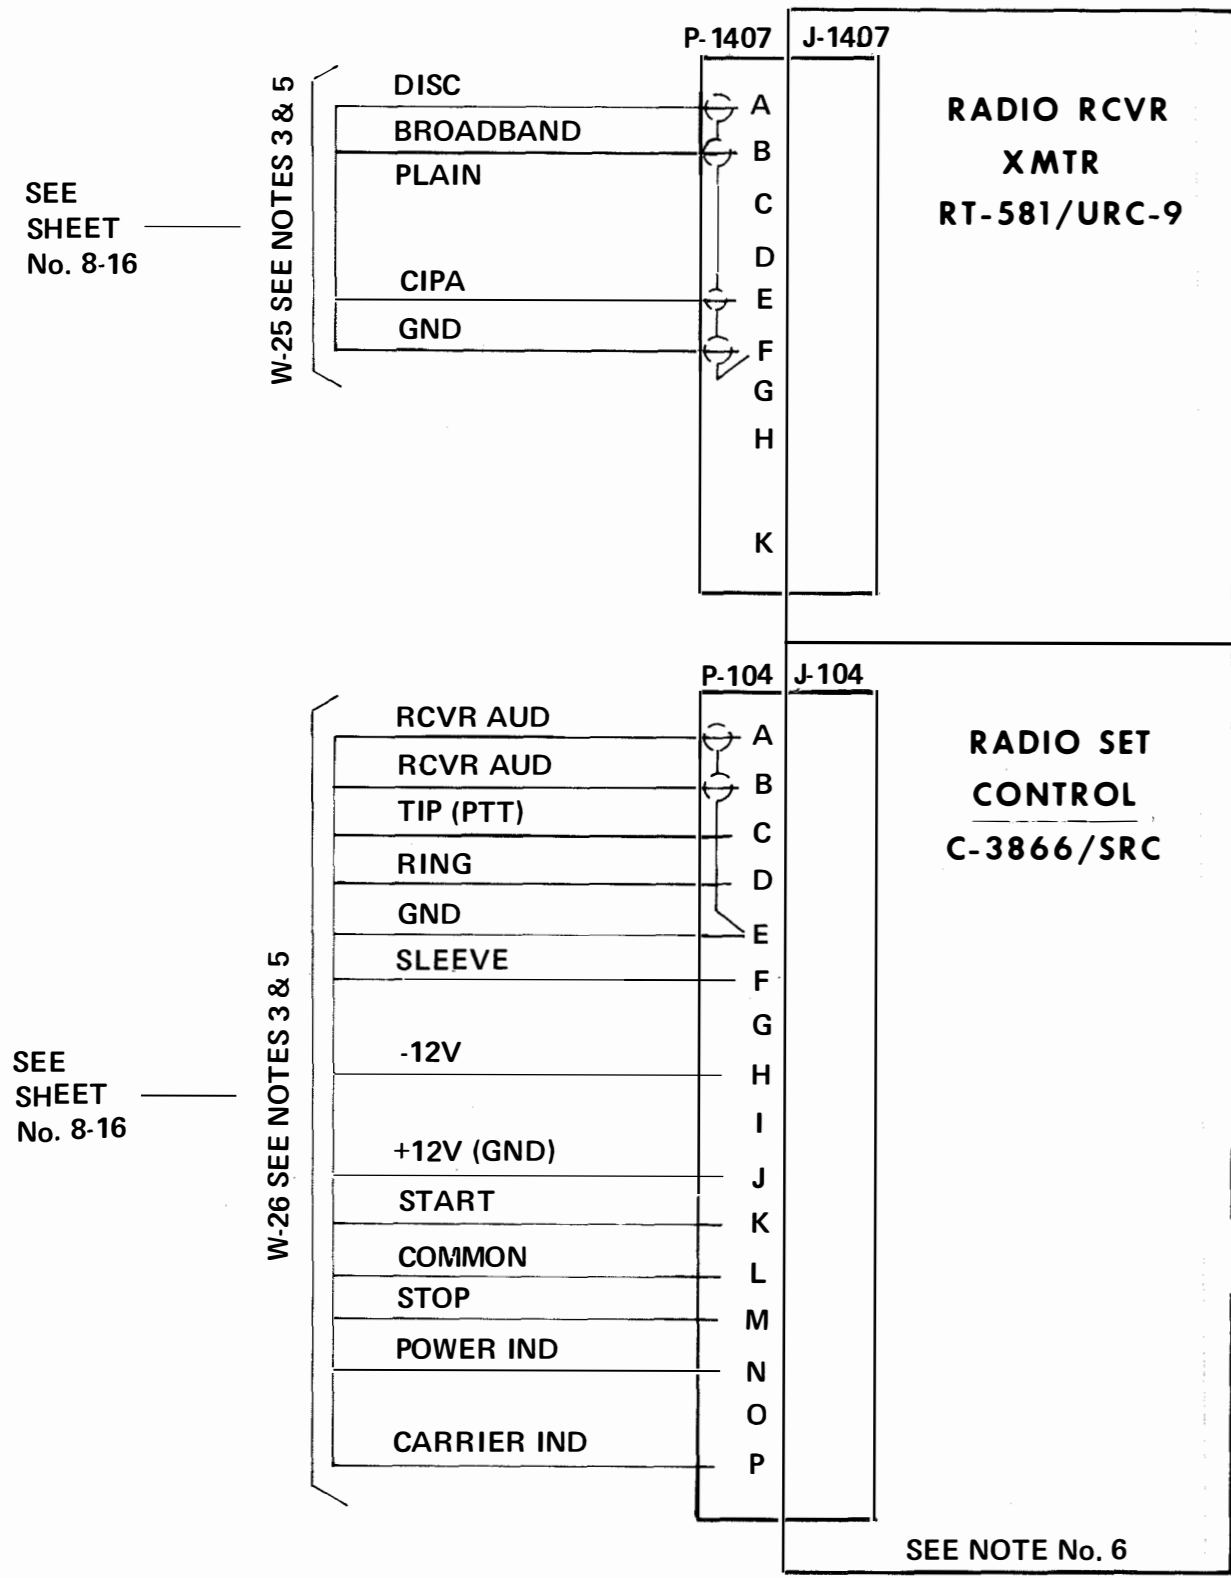 P-1407 J-1407
DISC
BROADBAND
PLAIN
CIPA
GND
W-25 SEE NOTES 3 & 5
SEE
SHEET
No. 8-16
A
B
C
D
E
F
G
H
K
RADIO RCVR
XMTR
RT-581/URC-9
P-104 J-104
RCVR AUD
RCVR AUD
TIP (PTT)
RING
GND
SLEEVE
-12V
+12V (GND)
START
COMMON
STOP
POWER IND
CARRIER IND
W-26 SEE NOTES 3 & 5
SEE
SHEET
No. 8-16
A
B
C
D
E
F
G
H
I
J
K
L
M
N
O
P
RADIO SET
CONTROL
C-3866/SRC
SEE NOTE No. 6